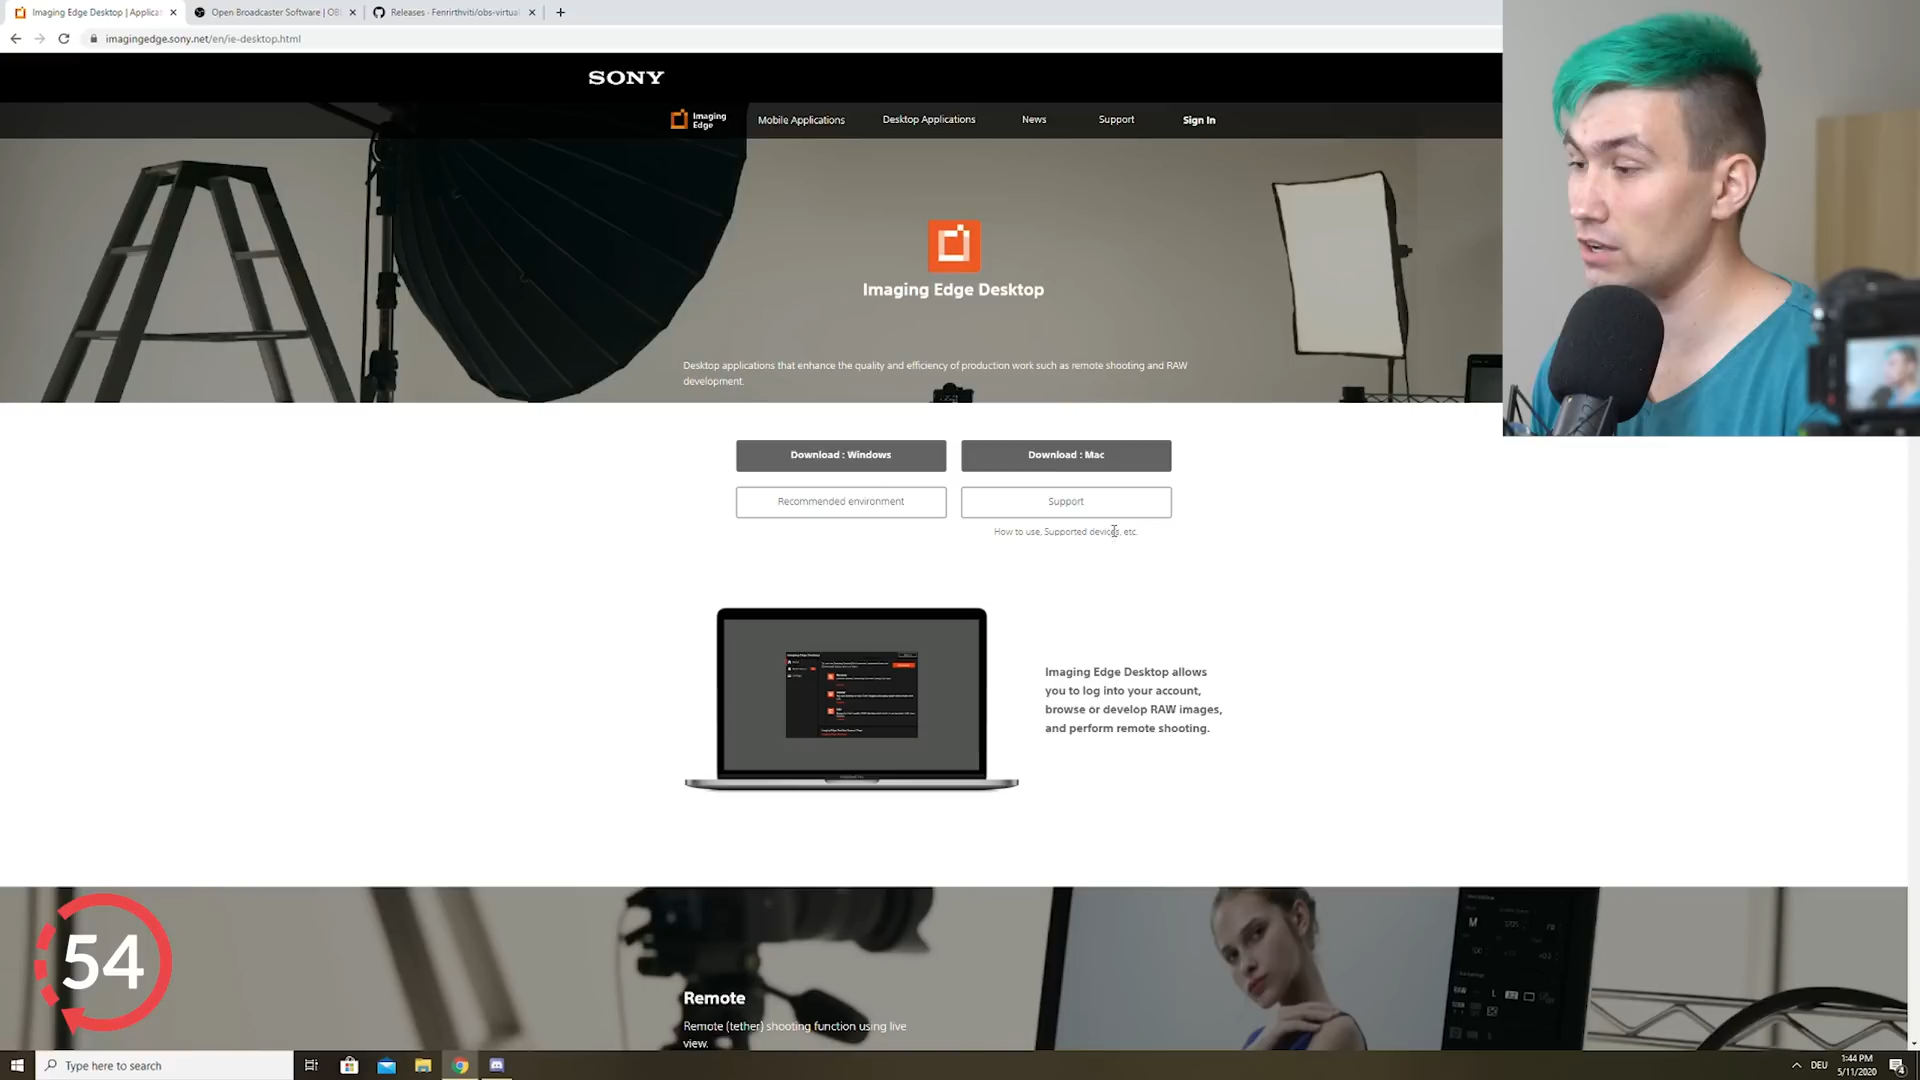 Imaging Edge Desktop | Applica
Open Broadcaster Software | OB
Releases · Fenrirthviti/obs-virtual
imagingedge.sony.net/en/ie-desktop.html
SONY
Imaging
Edge
Mobile Applications
Desktop Applications
News
Support
Sign In
Imaging Edge Desktop
Desktop applications that enhance the quality and efficiency of production work such as remote shooting and RAW
development.
Download : Windows
Download : Mac
Recommended environment
Support
How to use, Supported devices, etc.
Imaging Edge Desktop allows
you to log into your account,
browse or develop RAW images,
and perform remote shooting.
54
Remote
Remote (tether) shooting function using live
view.
M
Type here to search
DEU
1:44 PM
5/11/2020